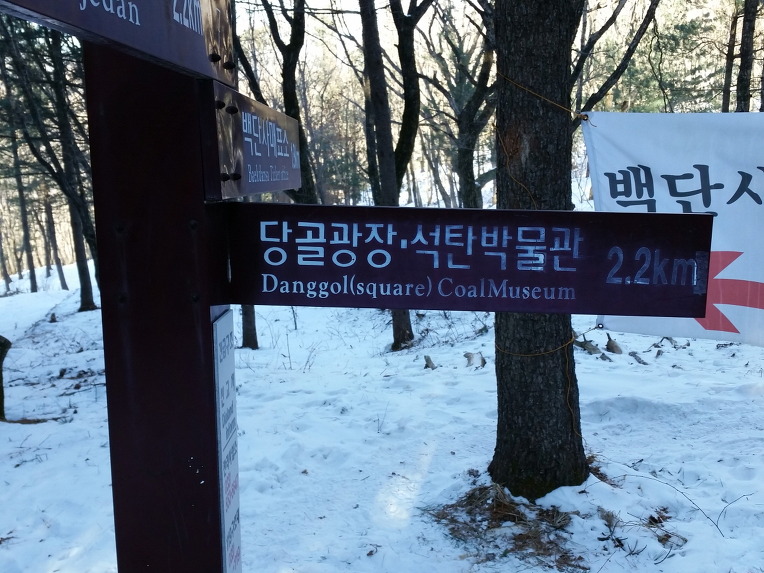 jedan 2.2km
백단사매표소
Baekdansa Ticket office
당골광장·석탄박물관 2.2km
Danggol(square) CoalMuseum
백단사